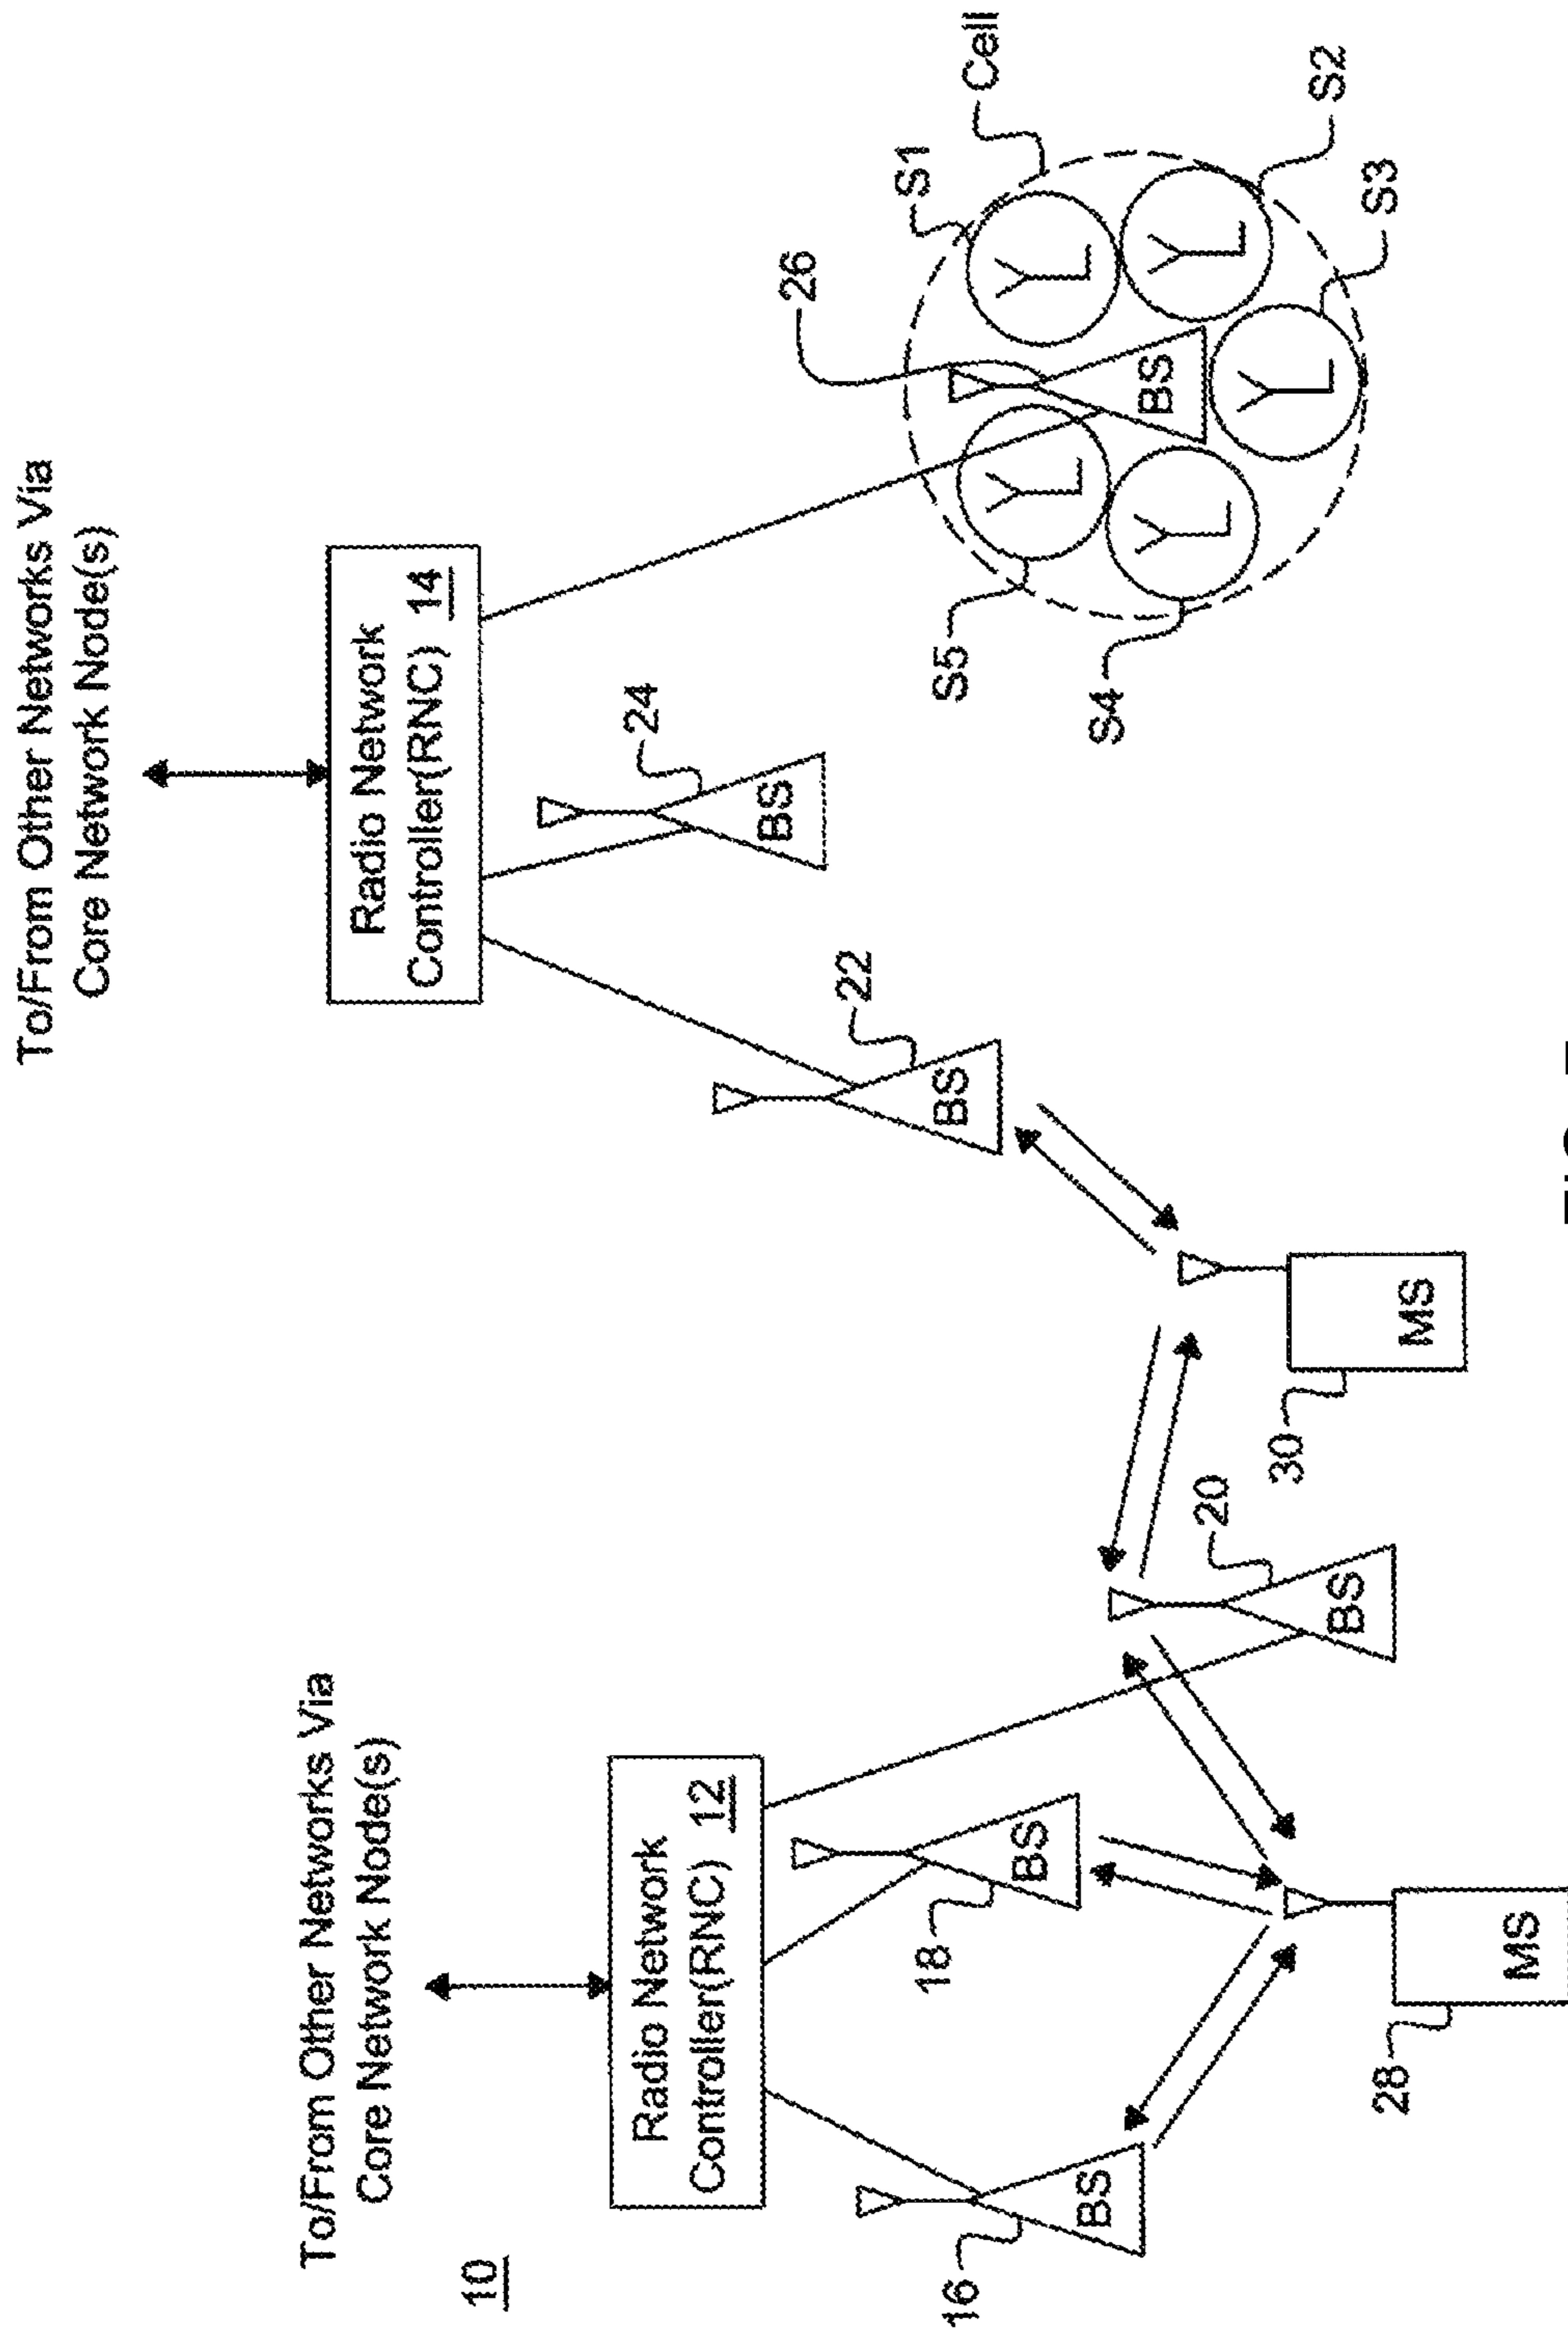 To/From Other Networks Via
Core Network Node(s)
To/From Other Networks Via
Core Network Node(s)
10
Radio Network
Controller(RNC) 12
Radio Network
Controller(RNC) 14
16
BS
18
BS
20
BS
22
BS
24
BS
26
BS
S1
Cell
S2
S3
S4
S5
Y
Y
Y
Y
Y
28
MS
30
MS